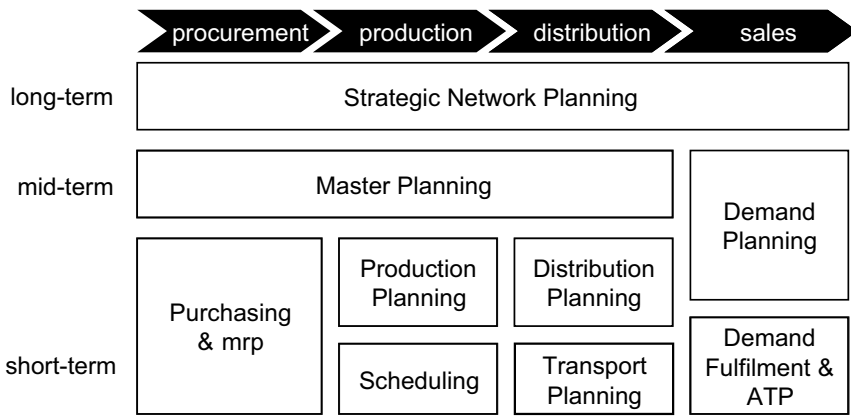 procurement
production
distribution
sales
long-term
Strategic Network Planning
mid-term
Master Planning
Demand
Planning
Purchasing
& mrp
Production
Planning
Distribution
Planning
short-term
Scheduling
Transport
Planning
Demand
Fulfilment &
ATP